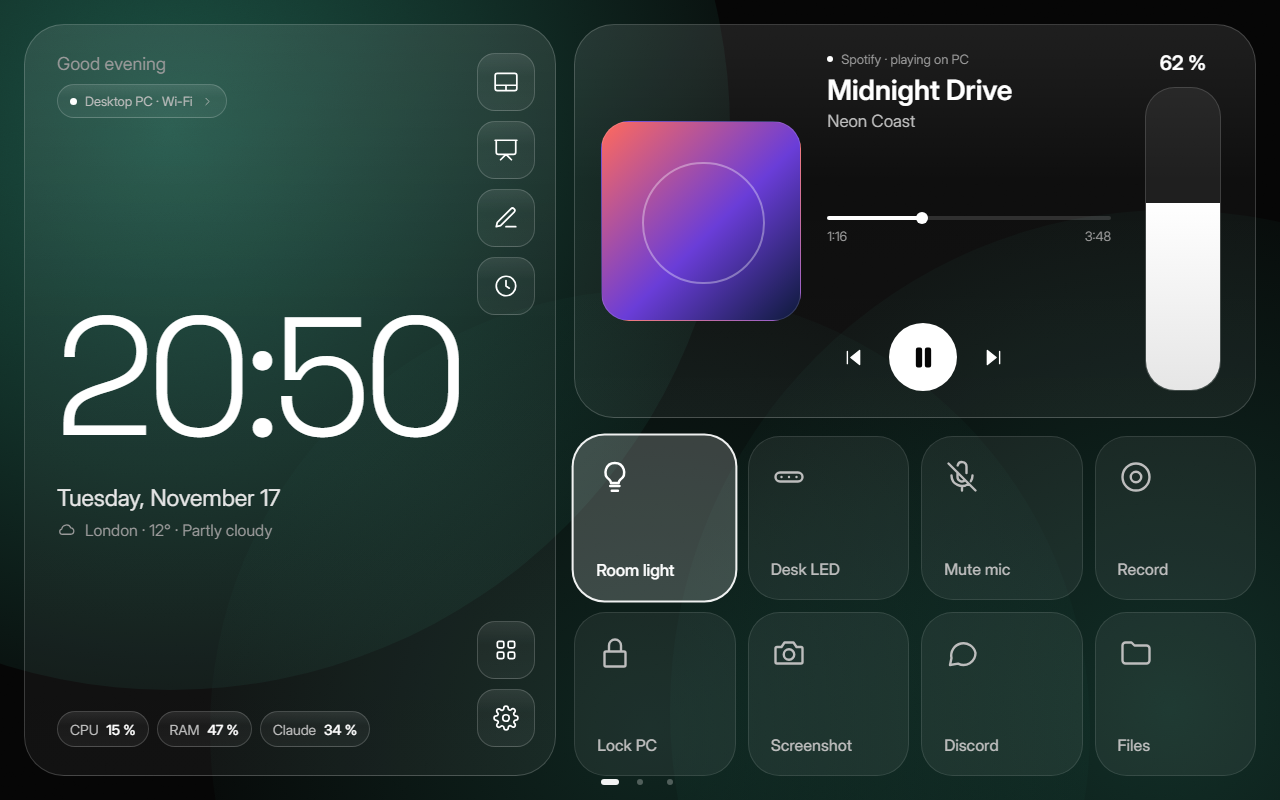 Good evening
Desktop PC · Wi-Fi
20:50
Tuesday, November 17
London · 12° · Partly cloudy
CPU 15 %
RAM 47 %
Claude 34 %
Spotify · playing on PC
Midnight Drive
Neon Coast
1:16
3:48
62 %
Room light
Desk LED
Mute mic
Record
Lock PC
Screenshot
Discord
Files